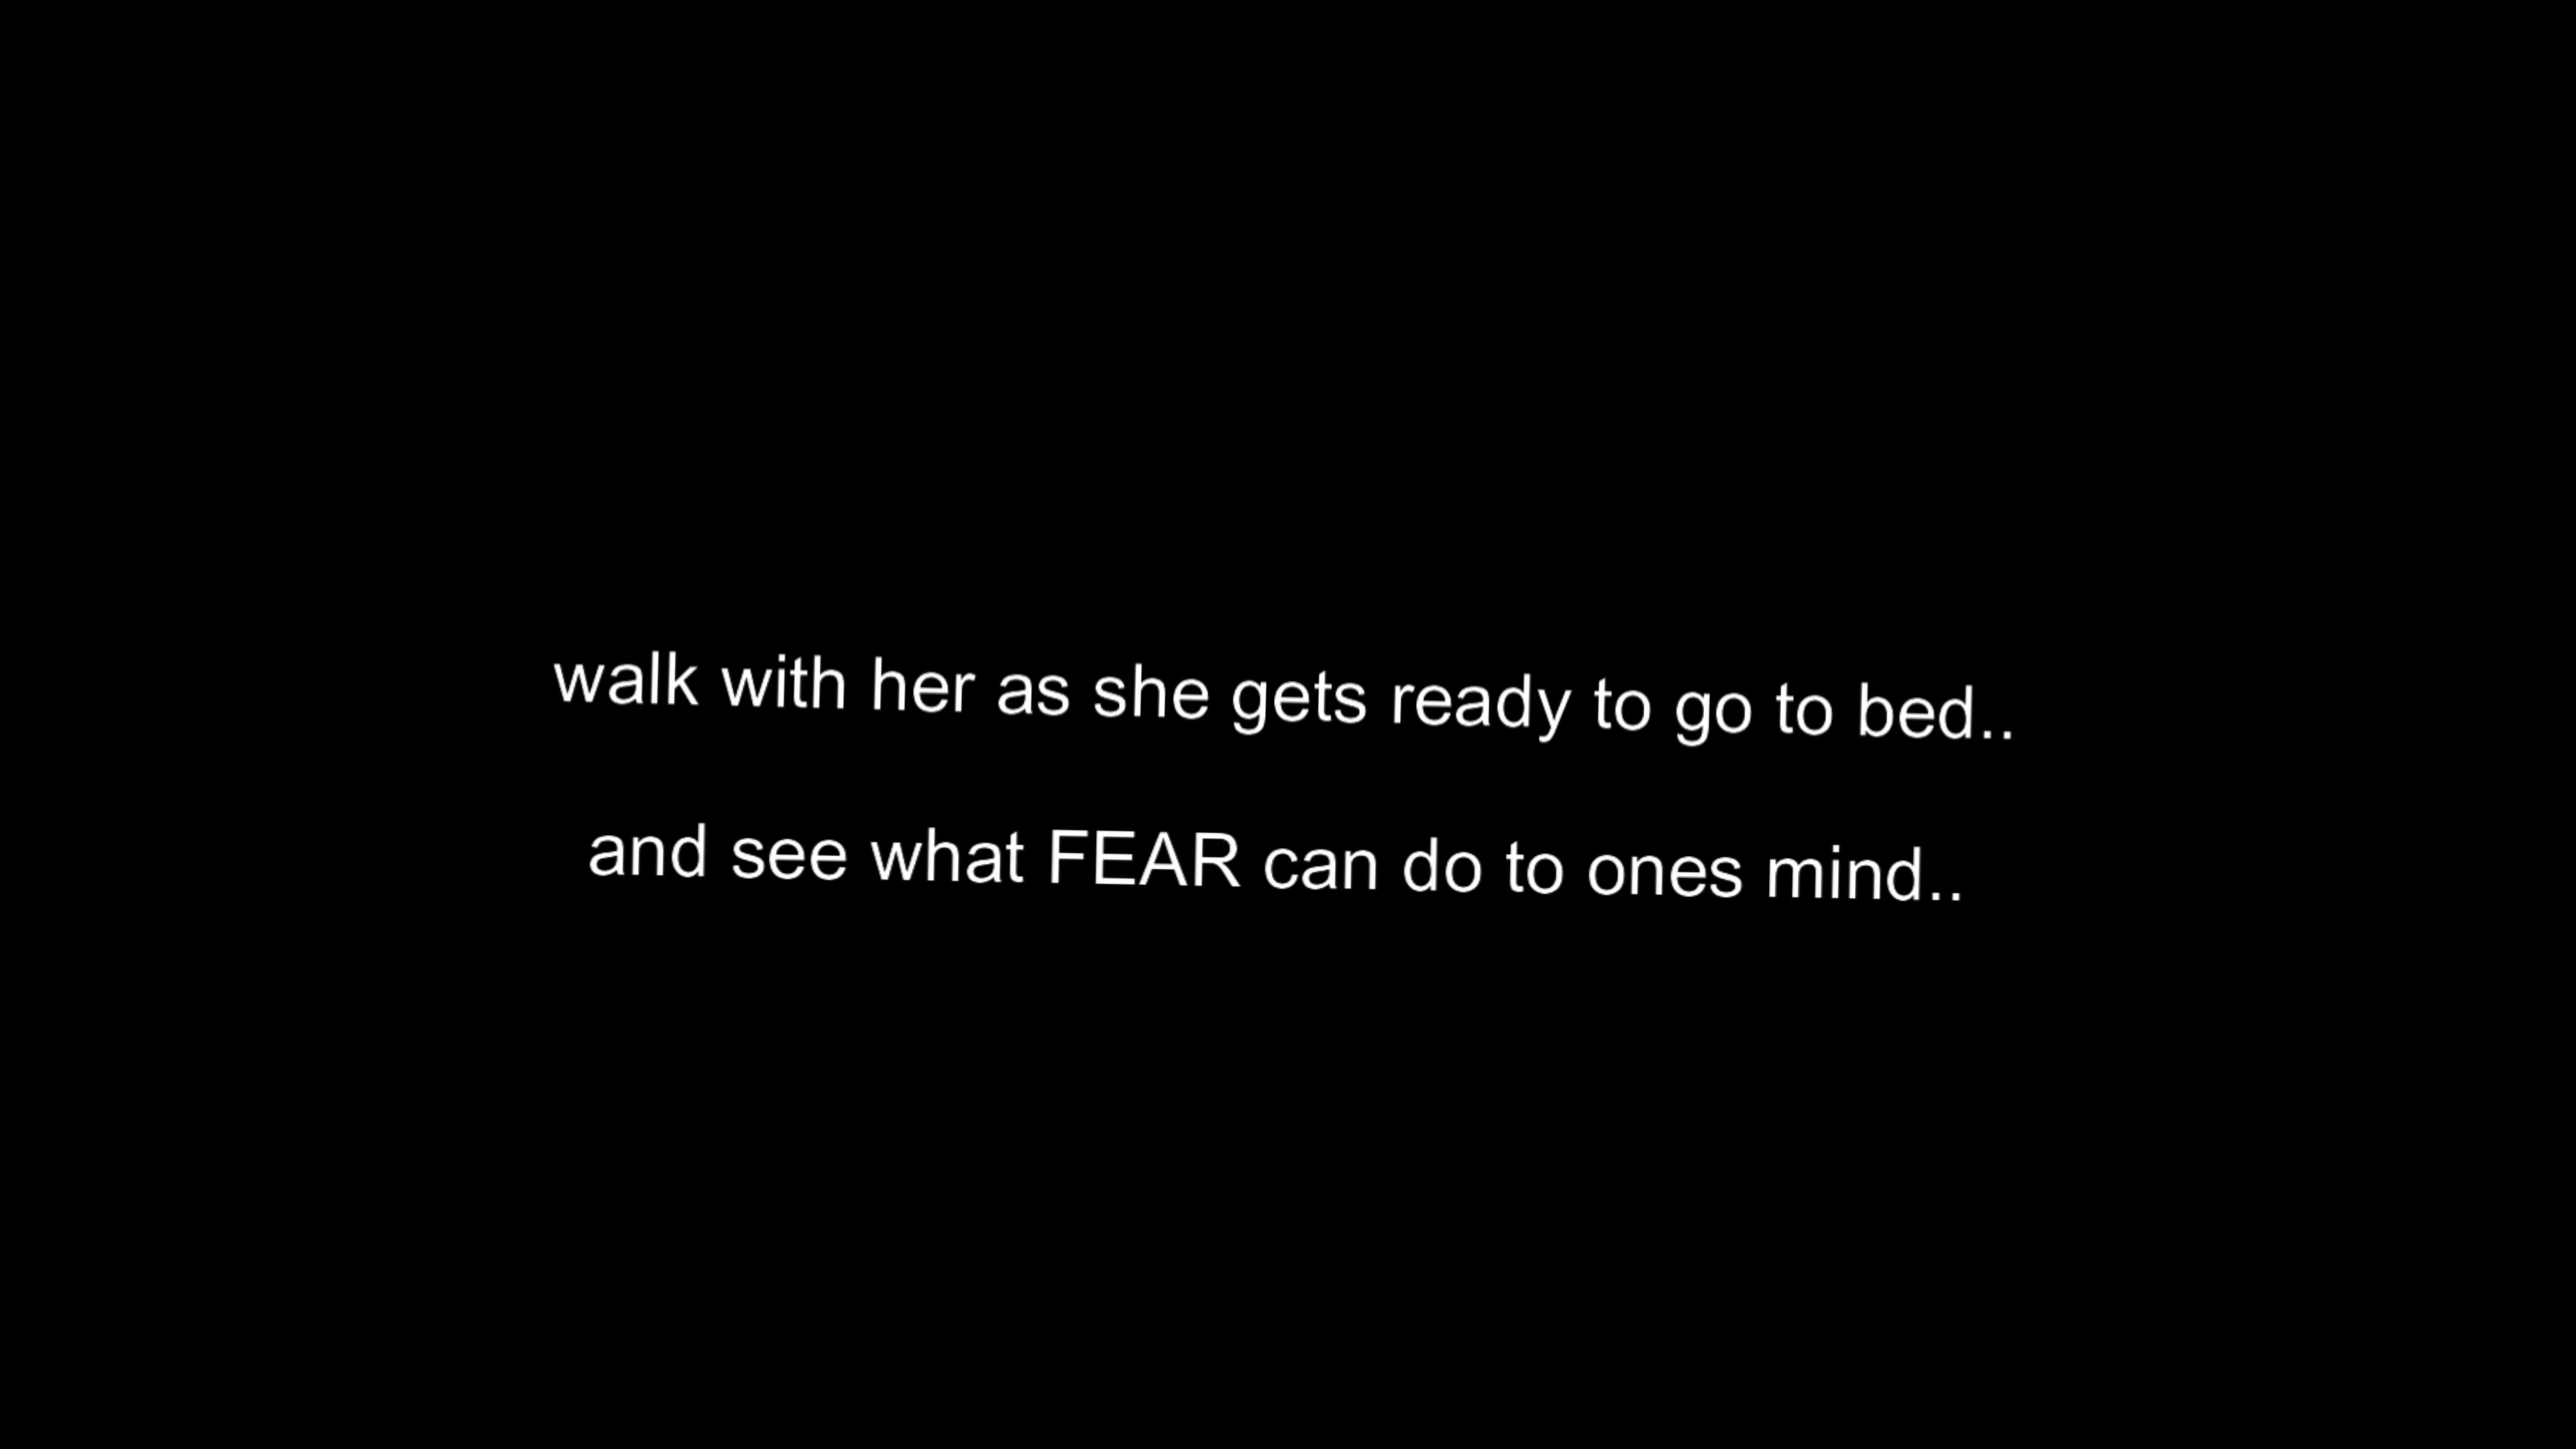 walk with her as she gets ready to go to bed..
and see what FEAR can do to ones mind..